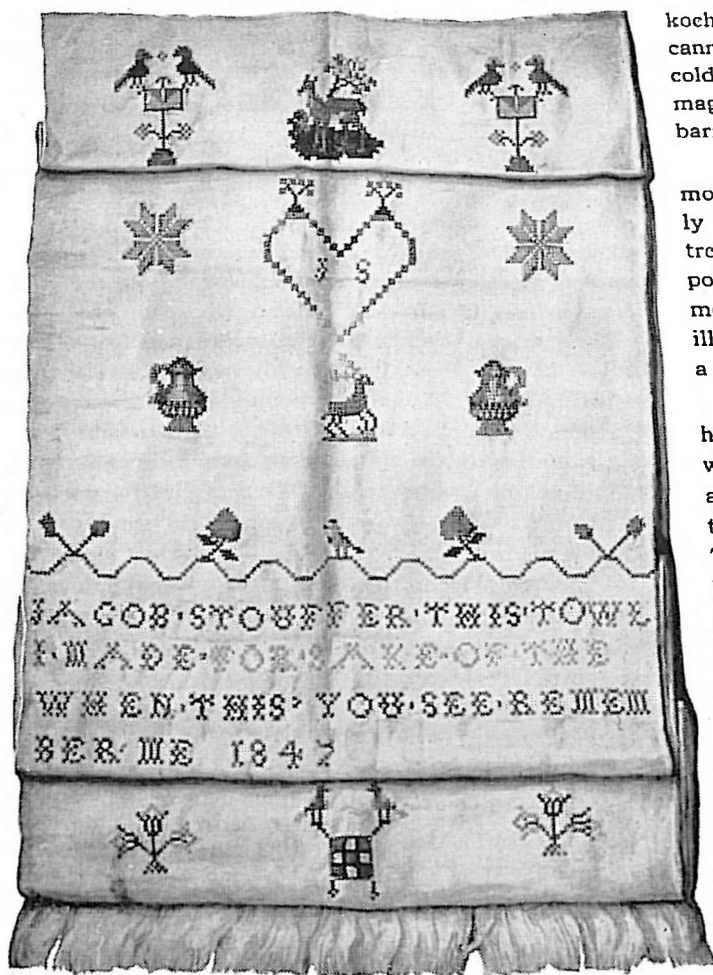 I S
JACOB·STOUFFER·THIS·TOWL
I·MADE·FOR·SAKE·OF·THE
WHEN·THIS·YOU·SEE·REMEM
BER ME 1847
koch
cann
cold
mag
bar
mo
ly
po
ill
a
h
w
a
t